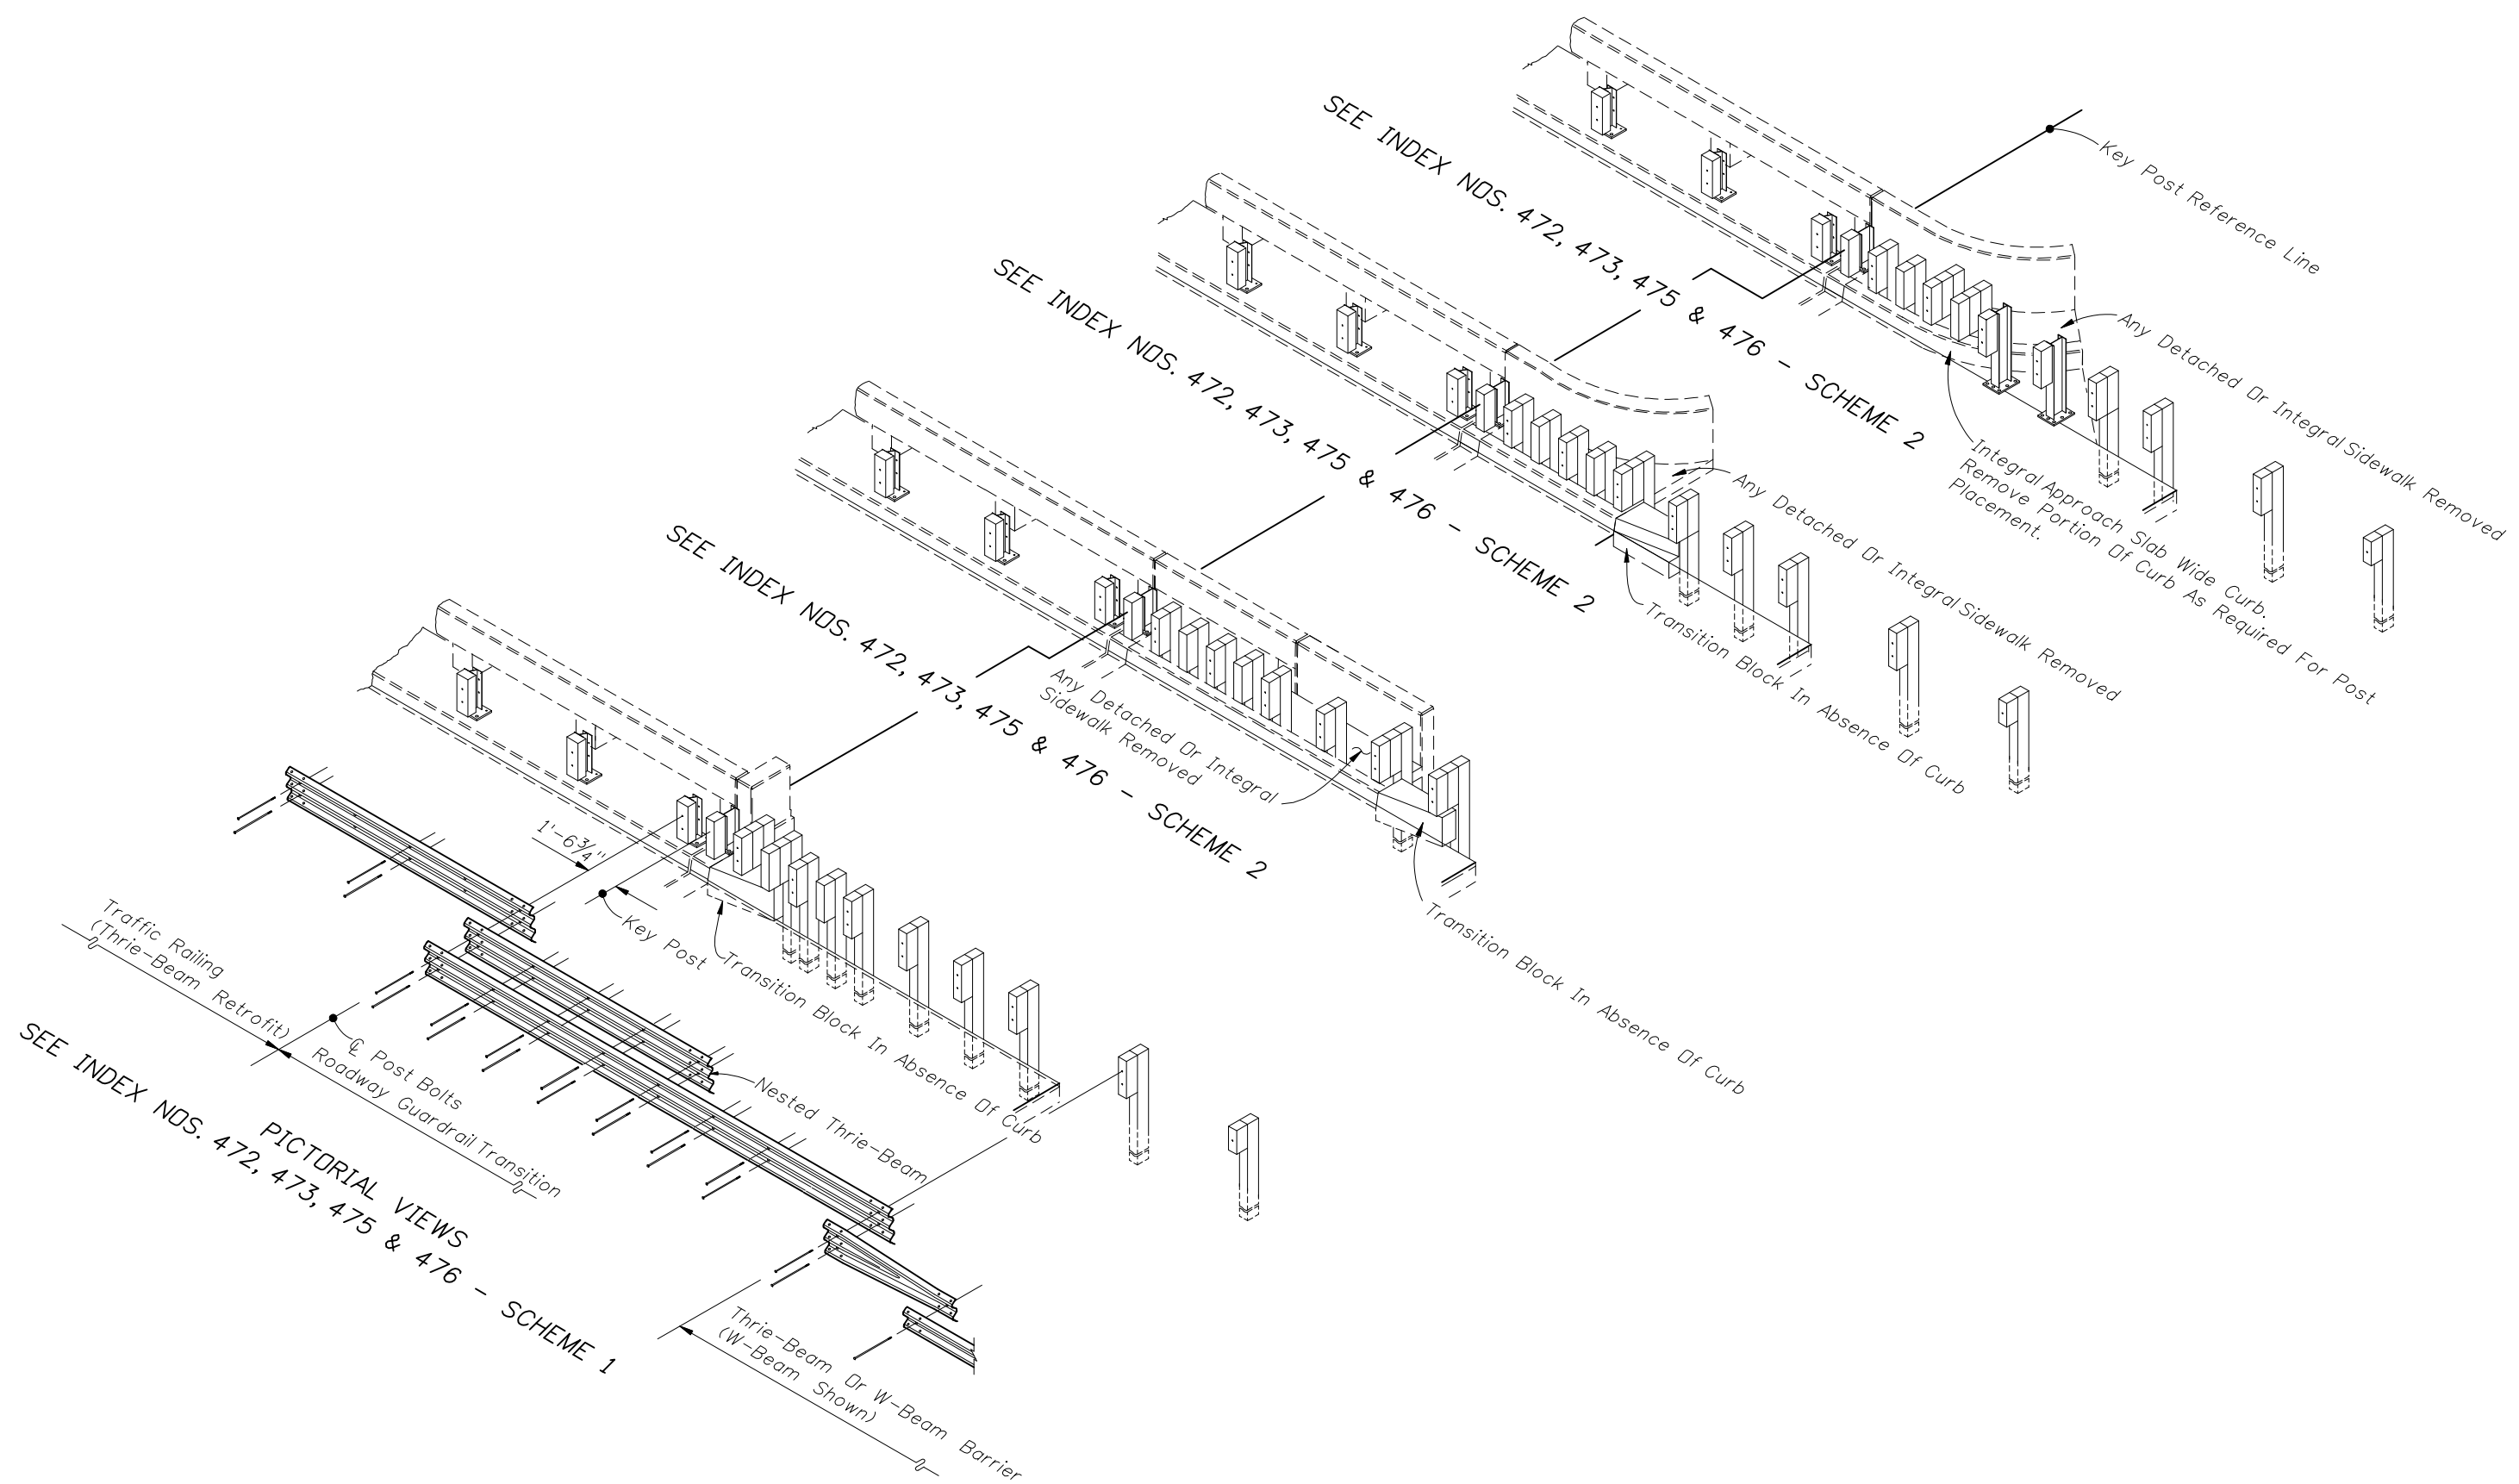 SEE INDEX NOS. 472, 473, 475 & 476 - SCHEME 2
Key Post Reference Line
Any Detached Or Integral Sidewalk Removed
Integral Approach Slab Wide Curb.
Remove Portion Of Curb As Required For Post
Placement.
SEE INDEX NOS. 472, 473, 475 & 476 - SCHEME 2
Any Detached Or Integral Sidewalk Removed
Transition Block In Absence Of Curb
SEE INDEX NOS. 472, 473, 475 & 476 - SCHEME 2
Any Detached Or Integral
Sidewalk Removed
Transition Block In Absence Of Curb
1'-6¾"
Key Post
Transition Block In Absence Of Curb
Traffic Railing
(Thrie-Beam Retrofit)
℄ Post Bolts
Roadway Guardrail Transition
Nested Thrie-Beam
PICTORIAL VIEWS
SEE INDEX NOS. 472, 473, 475 & 476 - SCHEME 1
Thrie-Beam Or W-Beam Barrier
(W-Beam Shown)